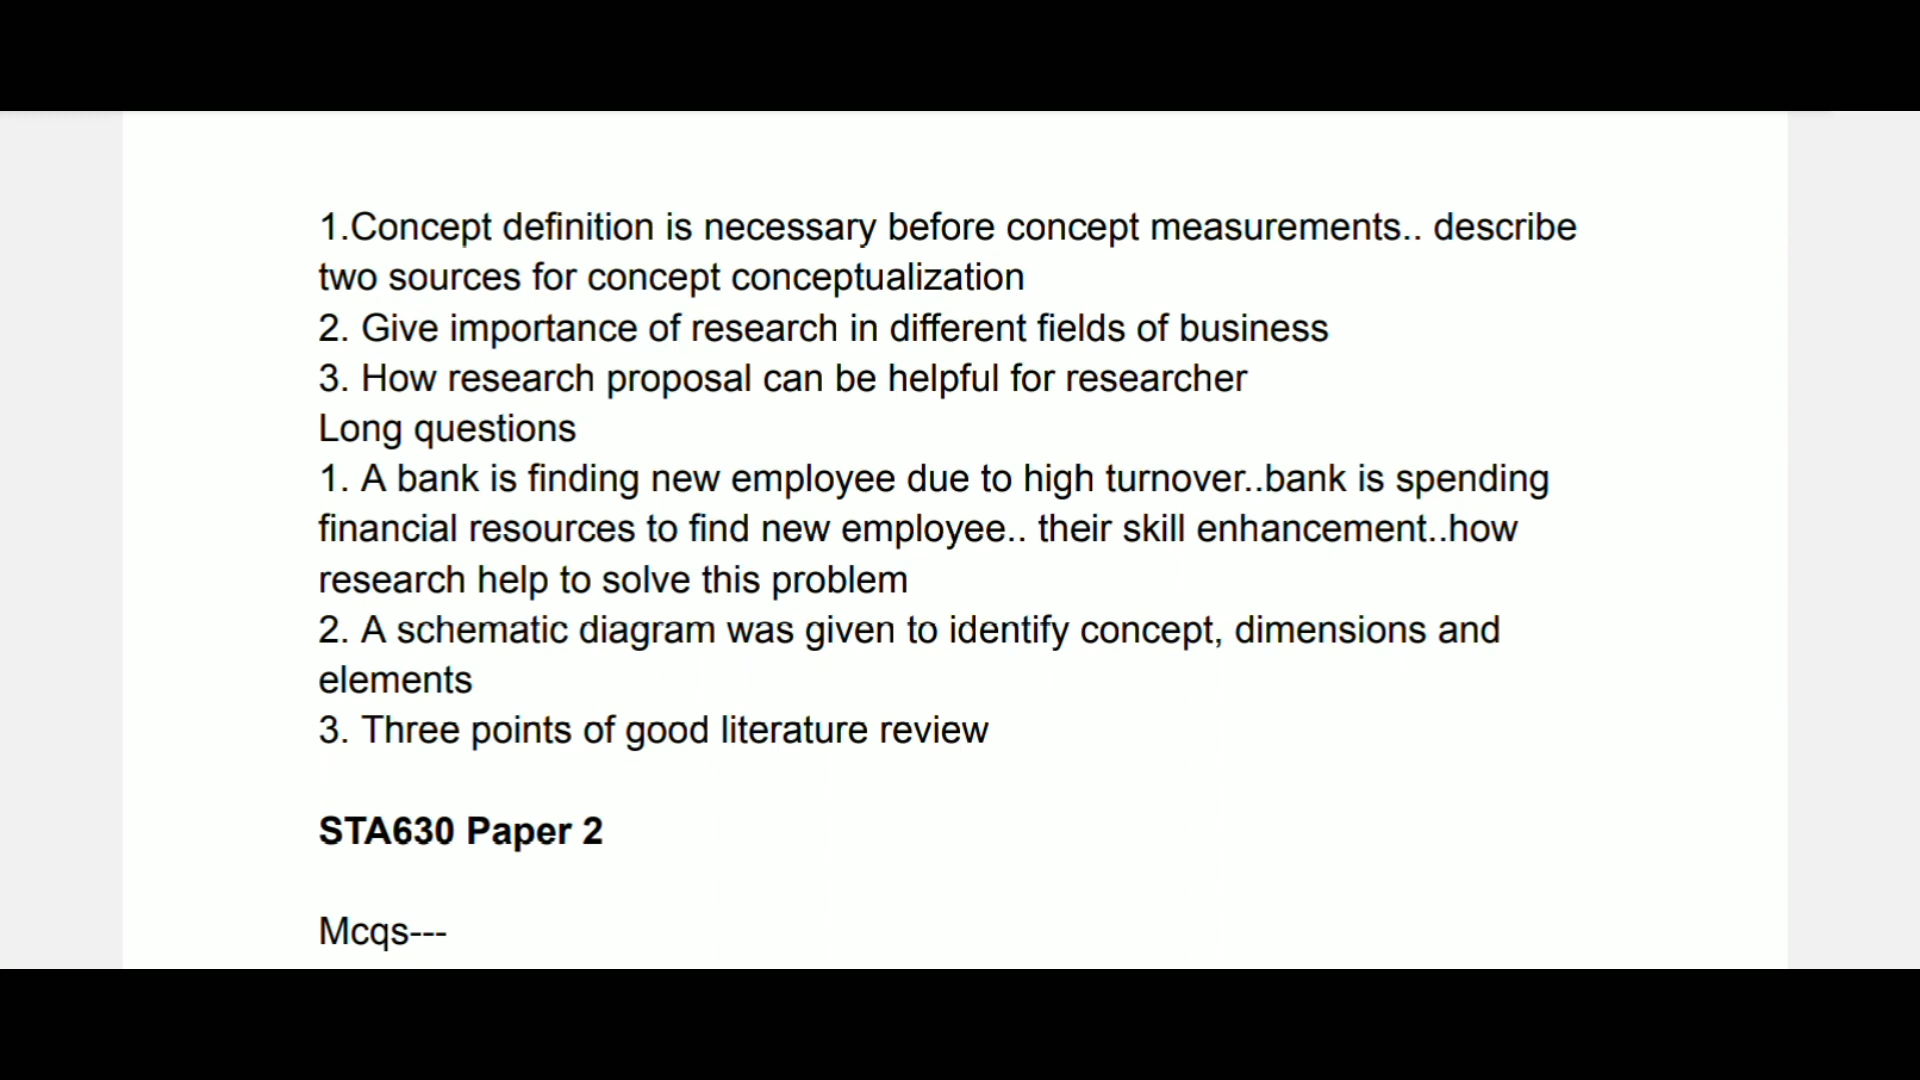 1.Concept definition is necessary before concept measurements.. describe
two sources for concept conceptualization
2. Give importance of research in different fields of business
3. How research proposal can be helpful for researcher
Long questions
1. A bank is finding new employee due to high turnover..bank is spending
financial resources to find new employee.. their skill enhancement..how
research help to solve this problem
2. A schematic diagram was given to identify concept, dimensions and
elements
3. Three points of good literature review
STA630 Paper 2
Mcqs---